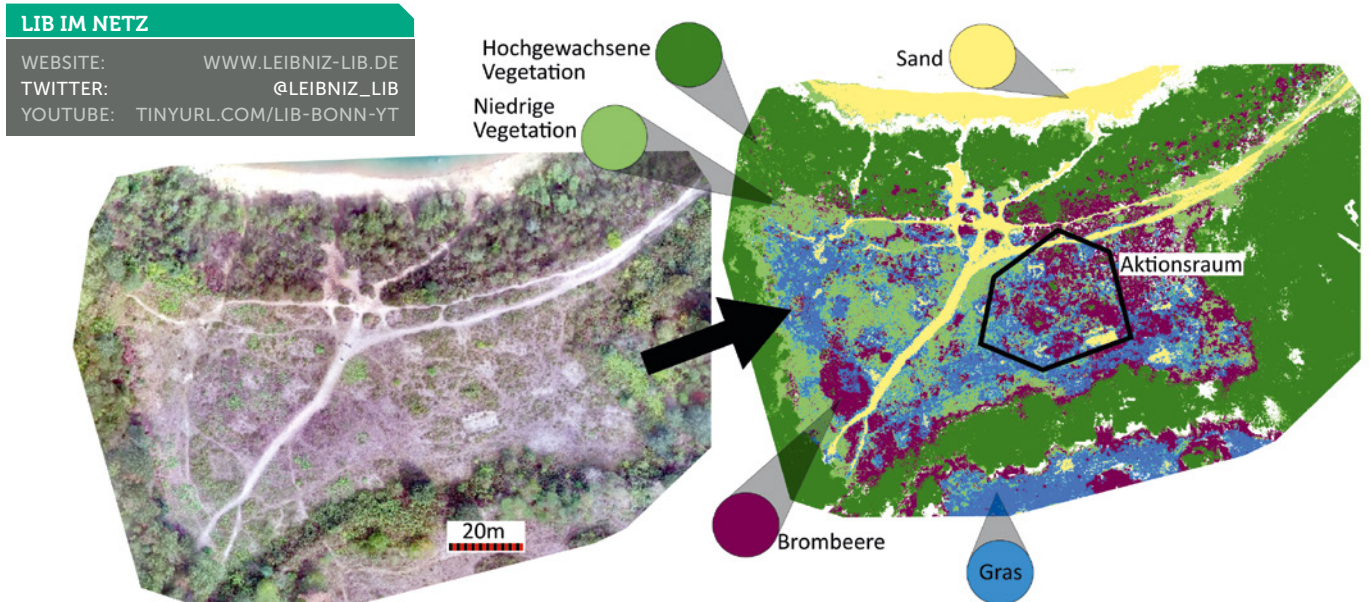 LIB IM NETZ
WEBSITE: WWW.LEIBNIZ-LIB.DE
TWITTER: @LEIBNIZ_LIB
YOUTUBE: TINYURL.COM/LIB-BONN-YT
Hochgewachsene
Vegetation
Niedrige
Vegetation
Sand
Aktionsraum
20m
Brombeere
Gras